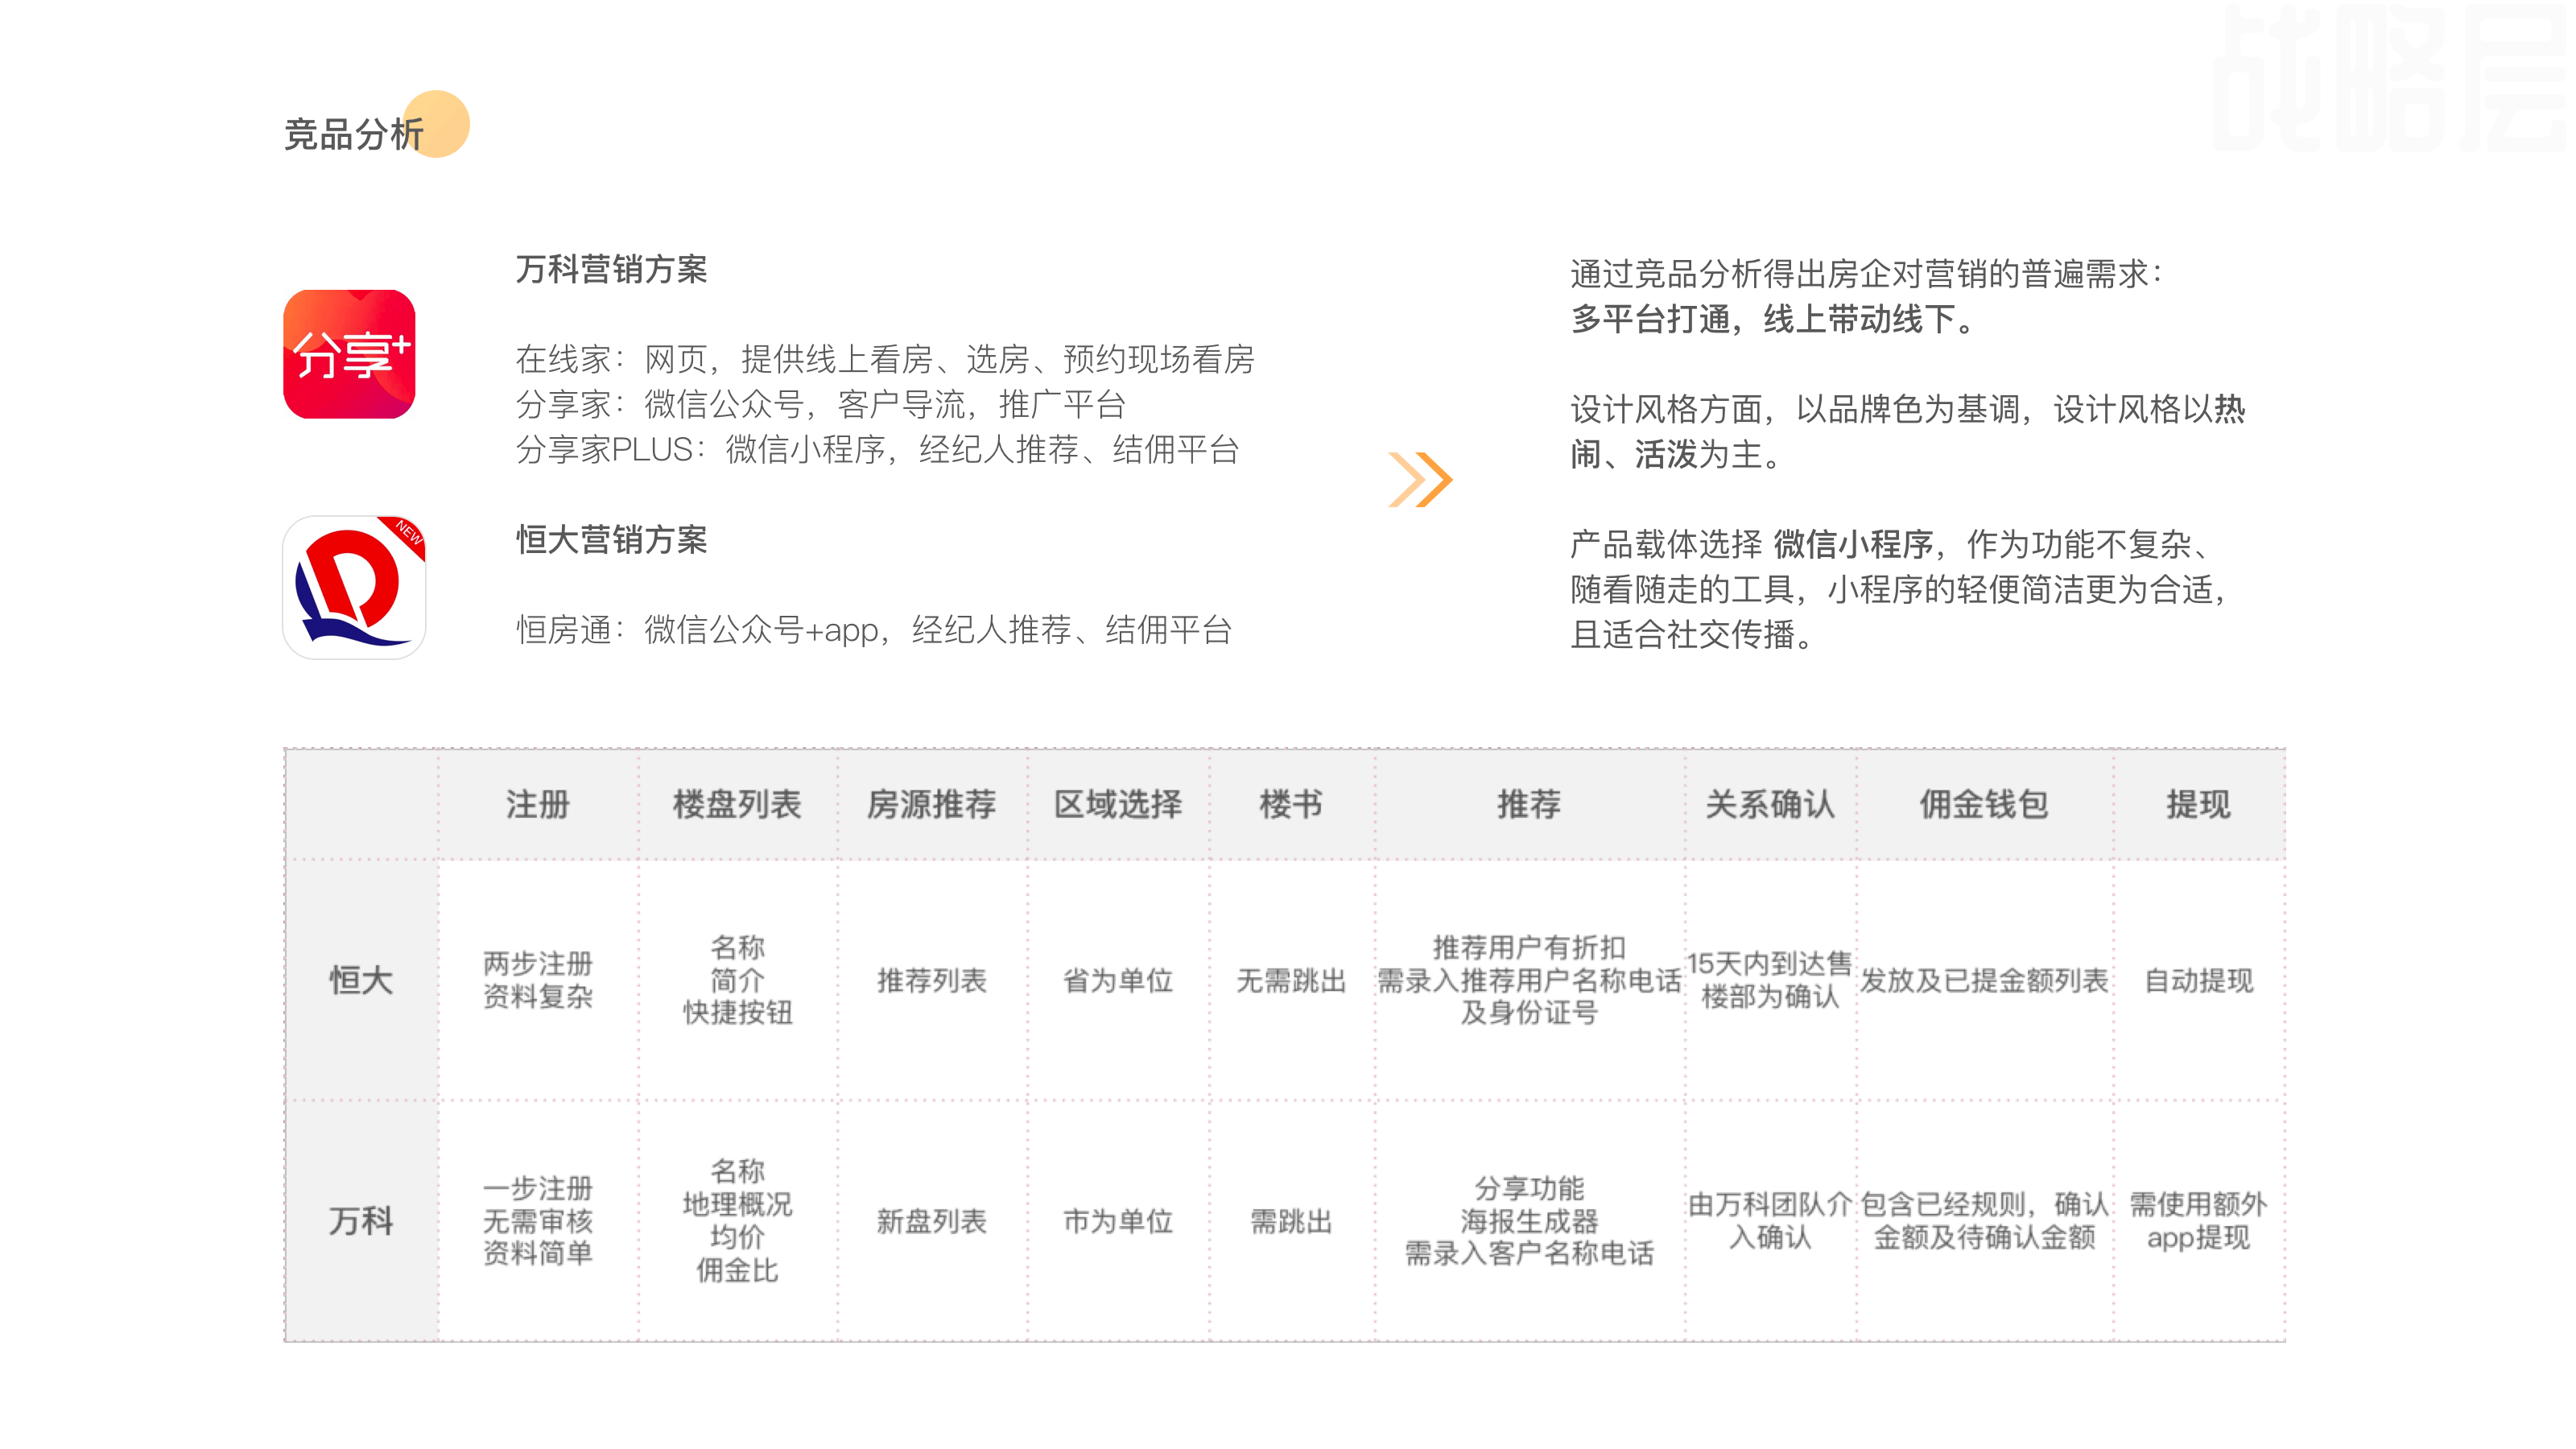 战略层
竞品分析
分享+
万科营销方案
在线家：网页，提供线上看房、选房、预约现场看房
分享家：微信公众号，客户导流，推广平台
分享家PLUS：微信小程序，经纪人推荐、结佣平台
NEW
恒大营销方案
恒房通：微信公众号+app，经纪人推荐、结佣平台
通过竞品分析得出房企对营销的普遍需求：
多平台打通，线上带动线下。
设计风格方面，以品牌色为基调，设计风格以热
闹、活泼为主。
产品载体选择 微信小程序，作为功能不复杂、
随看随走的工具，小程序的轻便简洁更为合适，
且适合社交传播。
注册 楼盘列表 房源推荐 区域选择 楼书 推荐 关系确认 佣金钱包 提现
恒大
两步注册
资料复杂
名称
简介
快捷按钮
推荐列表
省为单位
无需跳出
推荐用户有折扣
需录入推荐用户名称电话
及身份证号
15天内到达售
楼部为确认
发放及已提金额列表
自动提现
万科
一步注册
无需审核
资料简单
名称
地理概况
均价
佣金比
新盘列表
市为单位
需跳出
分享功能
海报生成器
需录入客户名称电话
由万科团队介
入确认
包含已经规则，确认
金额及待确认金额
需使用额外
app提现